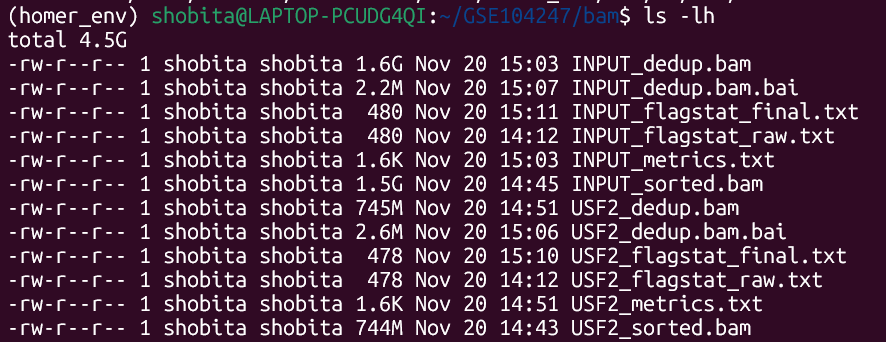 (homer_env) shobita@LAPTOP-PCUDG4QI:~/GSE104247/bam$ ls -lh
total 4.5G
-rw-r--r-- 1 shobita shobita 1.6G Nov 20 15:03 INPUT_dedup.bam
-rw-r--r-- 1 shobita shobita 2.2M Nov 20 15:07 INPUT_dedup.bam.bai
-rw-r--r-- 1 shobita shobita  480 Nov 20 15:11 INPUT_flagstat_final.txt
-rw-r--r-- 1 shobita shobita  480 Nov 20 14:12 INPUT_flagstat_raw.txt
-rw-r--r-- 1 shobita shobita 1.6K Nov 20 15:03 INPUT_metrics.txt
-rw-r--r-- 1 shobita shobita 1.5G Nov 20 14:45 INPUT_sorted.bam
-rw-r--r-- 1 shobita shobita 745M Nov 20 14:51 USF2_dedup.bam
-rw-r--r-- 1 shobita shobita 2.6M Nov 20 15:06 USF2_dedup.bam.bai
-rw-r--r-- 1 shobita shobita  478 Nov 20 15:10 USF2_flagstat_final.txt
-rw-r--r-- 1 shobita shobita  478 Nov 20 14:12 USF2_flagstat_raw.txt
-rw-r--r-- 1 shobita shobita 1.6K Nov 20 14:51 USF2_metrics.txt
-rw-r--r-- 1 shobita shobita 744M Nov 20 14:43 USF2_sorted.bam